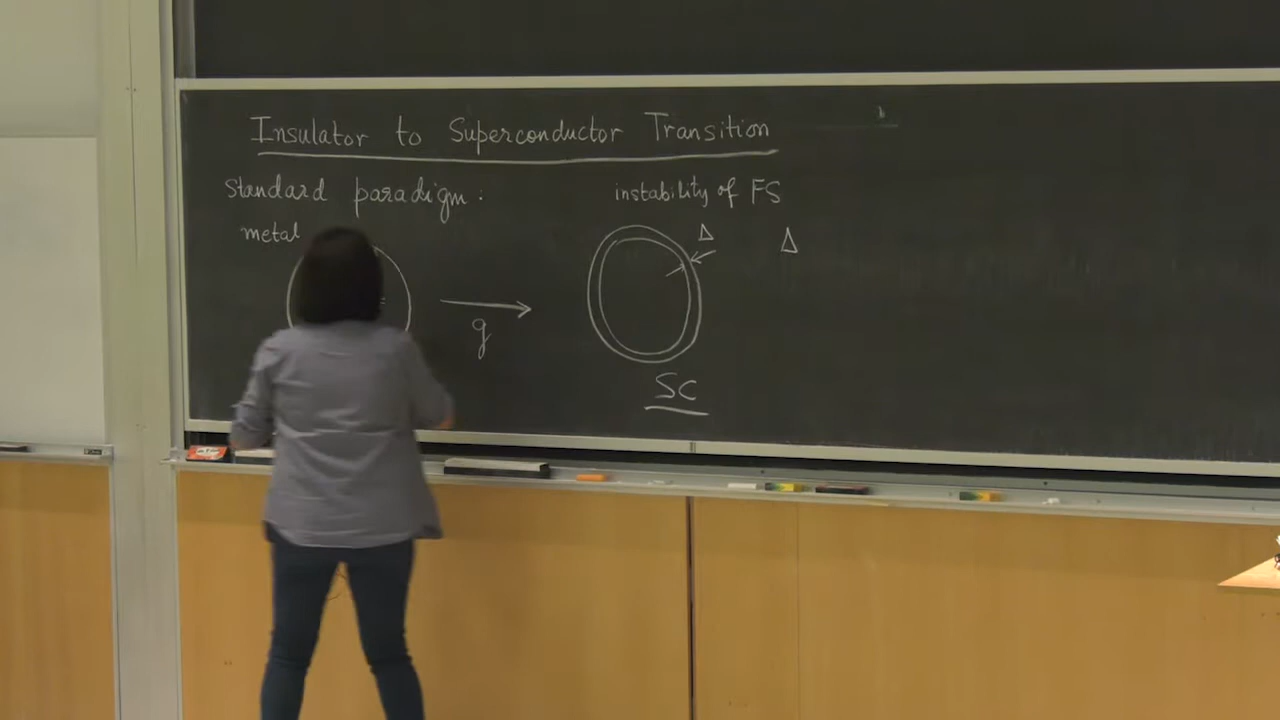 Insulator to Superconductor Transition
Standard paradigm :
instability of FS
metal
Δ
Δ
g
SC